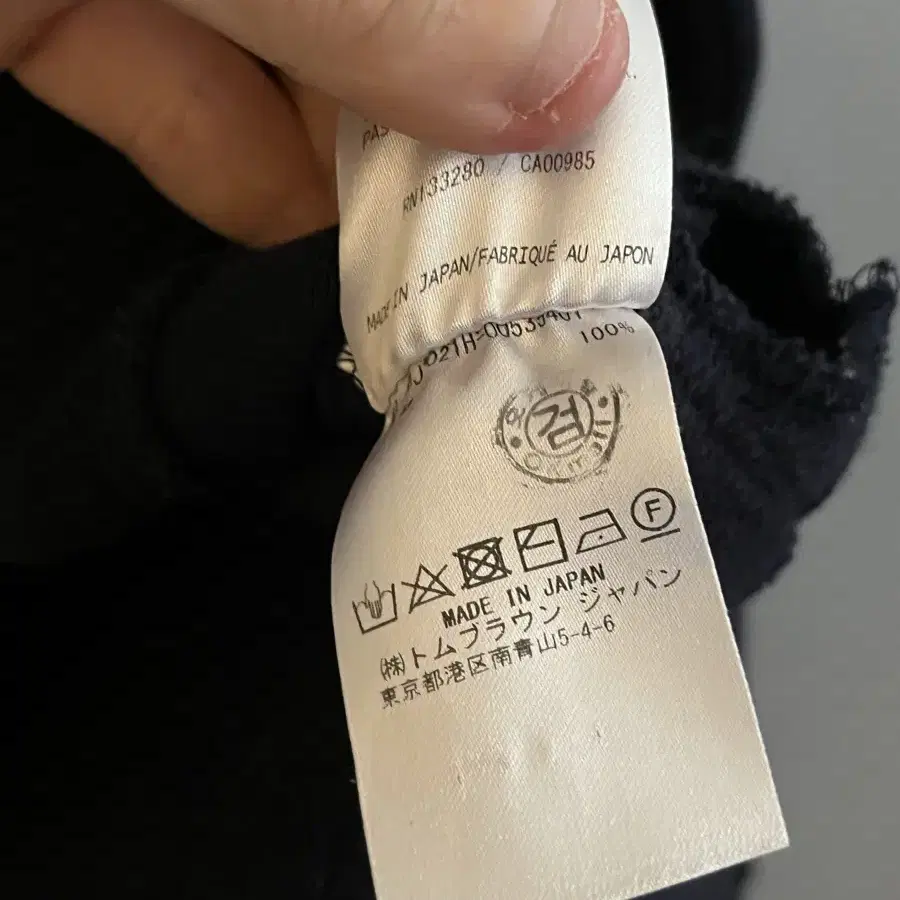 RN133280 / CA00985
MADE IN JAPAN/FABRIQUÉ AU JAPON
100%
검
F
MADE IN JAPAN
㈱トムブラウン ジャパン
東京都港区南青山5-4-6